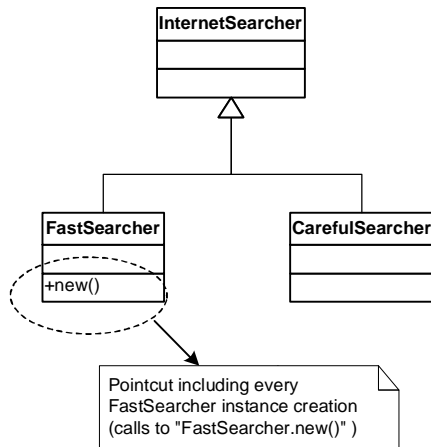 InternetSearcher
FastSearcher
CarefulSearcher
+new()
Pointcut including every
FastSearcher instance creation
(calls to "FastSearcher.new()" )